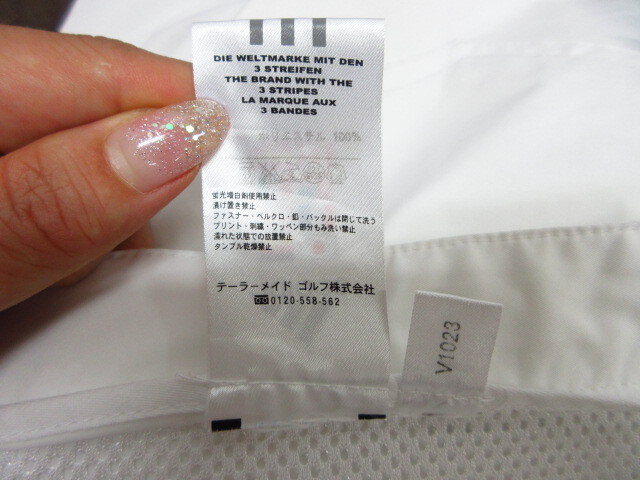 DIE WELTMARKE MIT DEN
3 STREIFEN
THE BRAND WITH THE
3 STRIPES
LA MARQUE AUX
3 BANDES
ポリエステル 100%
蛍光増白剤使用禁止
漬け置き禁止
ファスナー・ベルクロ・釦・バックルは閉じて洗う
プリント・刺繍・ワッペン部分もみ洗い禁止
濡れた状態での放置禁止
タンブル乾燥禁止
テーラーメイド ゴルフ株式会社
0120-558-562
V1023